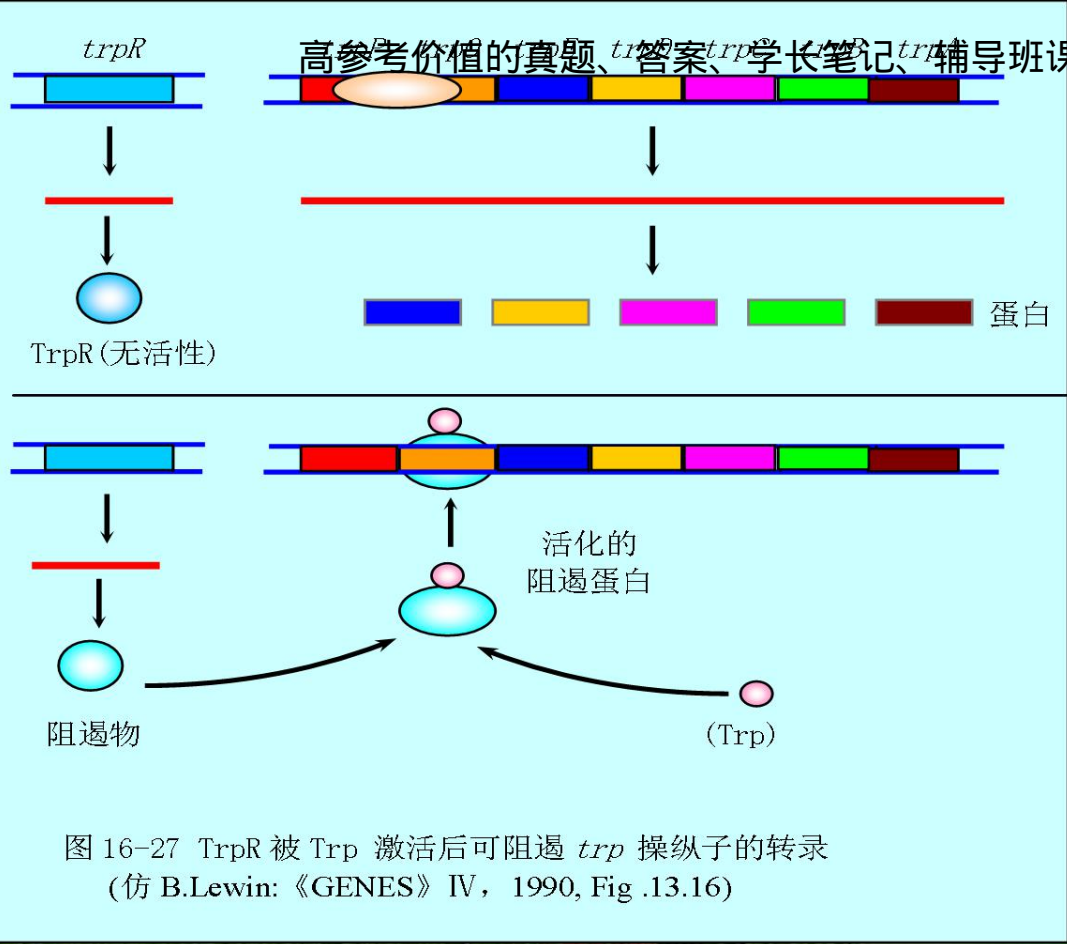 trpR
高参考价值的真题、答案、学长笔记、辅导班课
蛋白
TrpR(无活性)
活化的
阻遏蛋白
阻遏物
(Trp)
图 16-27 TrpR 被 Trp 激活后可阻遏 trp 操纵子的转录
(仿 B.Lewin:《GENES》Ⅳ，1990, Fig .13.16)